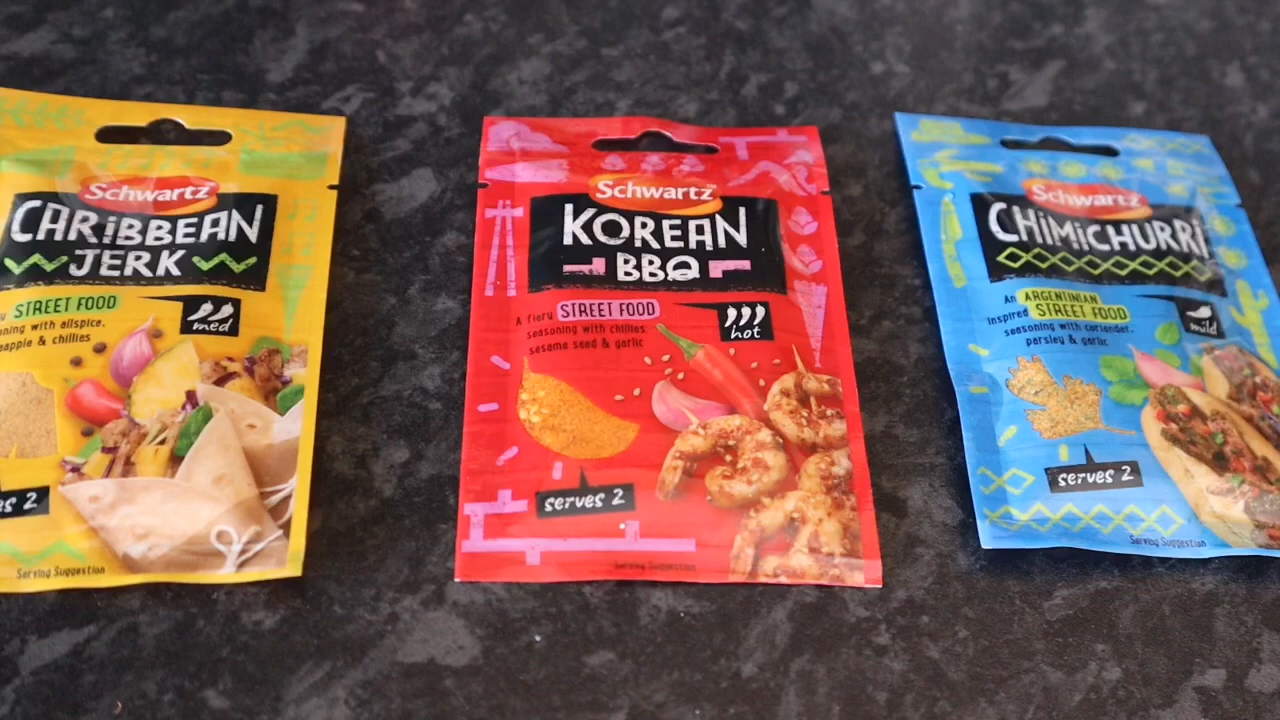 Schwartz
CARIBBEAN
JERK
STREET FOOD
with allspice,
& chillies
med
serves 2
Serving Suggestion
Schwartz
KOREAN
BBQ
A fiery STREET FOOD
seasoning with chillies,
sesame seed & garlic
hot
serves 2
Serving Suggestion
Schwartz
CHIMICHURRI
An ARGENTINIAN
inspired STREET FOOD
seasoning with coriander,
parsley & garlic
mild
serves 2
Serving Suggestion